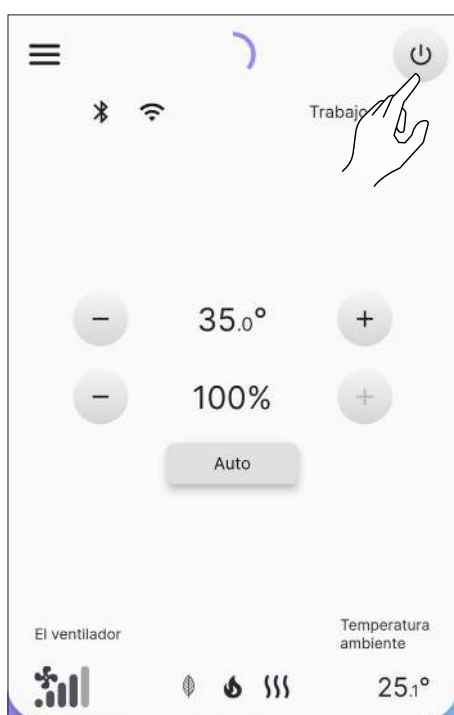 Trabajo
35.0°
100%
Auto
El ventilador
Temperatura
ambiente
25.1°